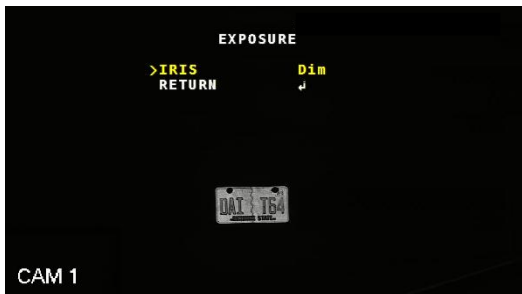 EXPOSURE
>IRIS Dim
RETURN ↲
DAI T64
CAM 1